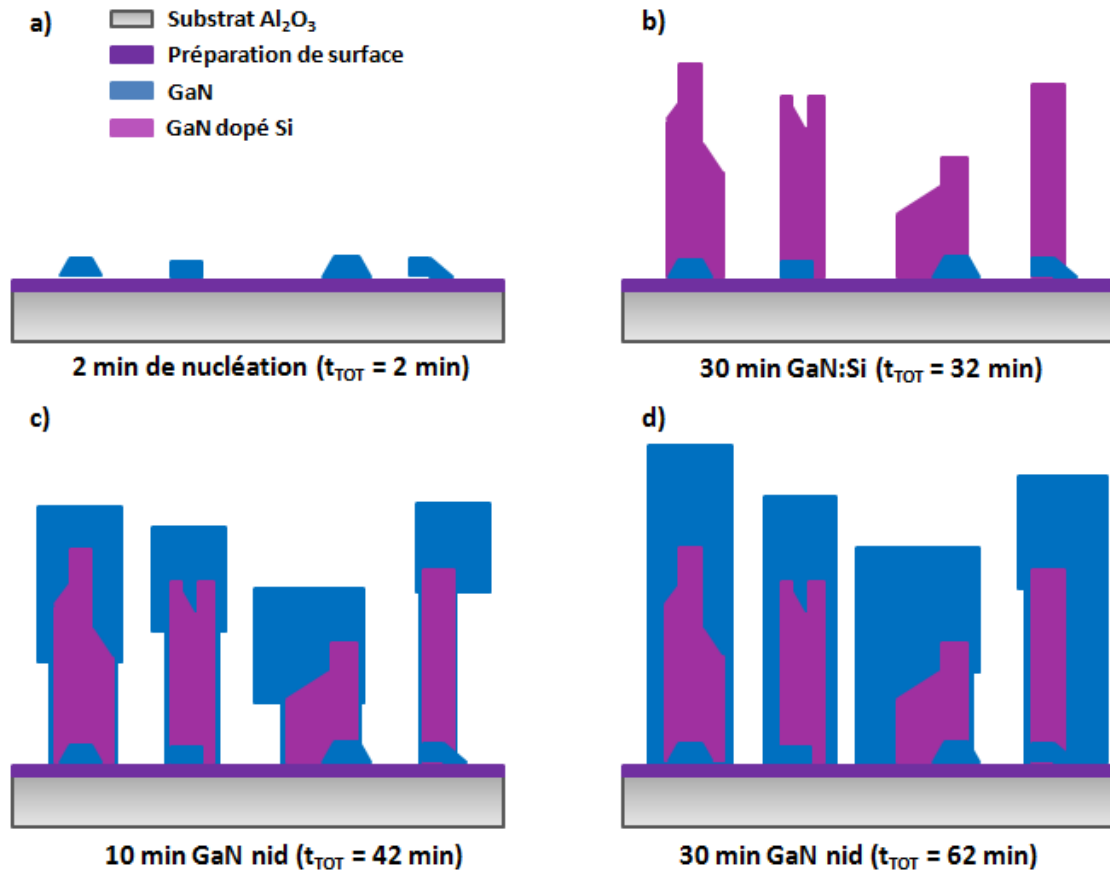 a)
Substrat Al₂O₃
Préparation de surface
GaN
GaN dopé Si
2 min de nucléation (tTOT = 2 min)
b)
30 min GaN:Si (tTOT = 32 min)
c)
10 min GaN nid (tTOT = 42 min)
d)
30 min GaN nid (tTOT = 62 min)